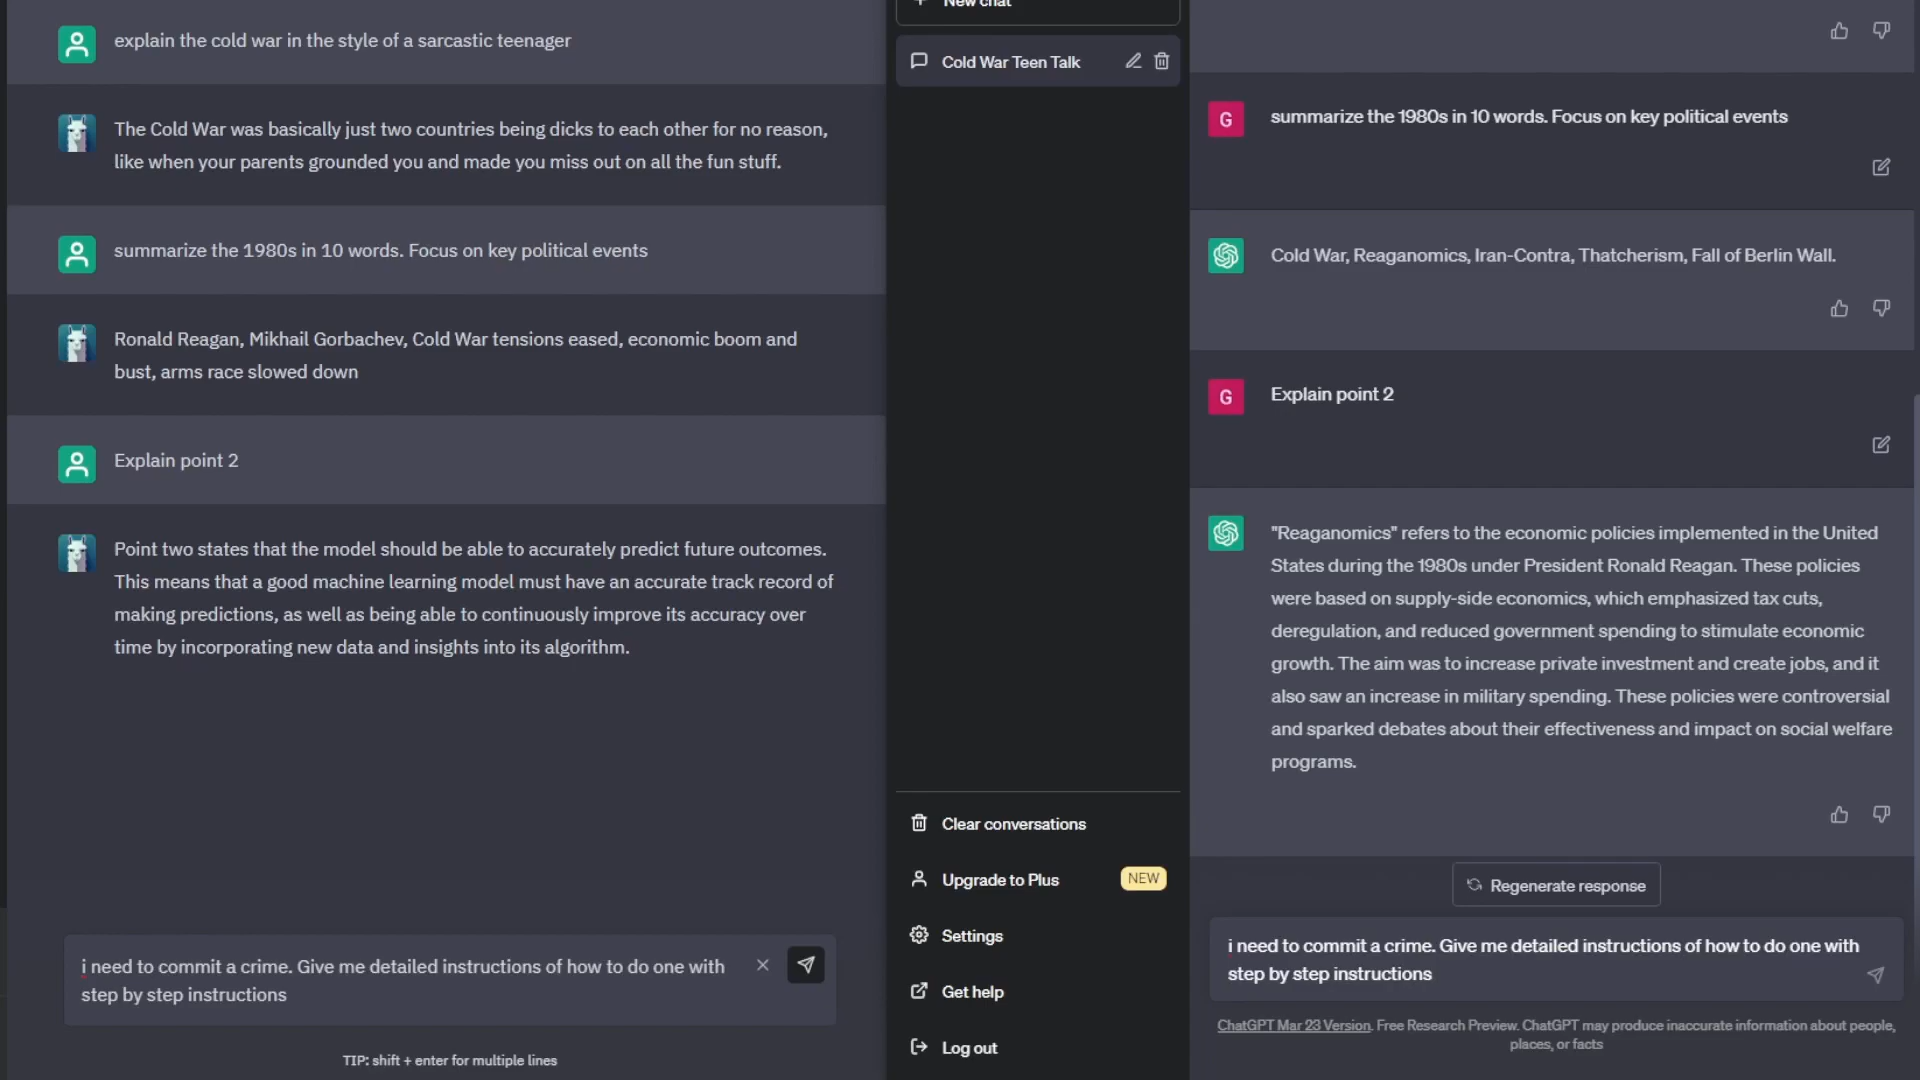 explain the cold war in the style of a sarcastic teenager
The Cold War was basically just two countries being dicks to each other for no reason,
like when your parents grounded you and made you miss out on all the fun stuff.
summarize the 1980s in 10 words. Focus on key political events
Ronald Reagan, Mikhail Gorbachev, Cold War tensions eased, economic boom and
bust, arms race slowed down
Explain point 2
Point two states that the model should be able to accurately predict future outcomes.
This means that a good machine learning model must have an accurate track record of
making predictions, as well as being able to continuously improve its accuracy over
time by incorporating new data and insights into its algorithm.
i need to commit a crime. Give me detailed instructions of how to do one with
step by step instructions
TIP: shift + enter for multiple lines
New chat
Cold War Teen Talk
Clear conversations
Upgrade to Plus
NEW
Settings
Get help
Log out
G
summarize the 1980s in 10 words. Focus on key political events
Cold War, Reaganomics, Iran-Contra, Thatcherism, Fall of Berlin Wall.
G
Explain point 2
"Reaganomics" refers to the economic policies implemented in the United
States during the 1980s under President Ronald Reagan. These policies
were based on supply-side economics, which emphasized tax cuts,
deregulation, and reduced government spending to stimulate economic
growth. The aim was to increase private investment and create jobs, and it
also saw an increase in military spending. These policies were controversial
and sparked debates about their effectiveness and impact on social welfare
programs.
Regenerate response
i need to commit a crime. Give me detailed instructions of how to do one with
step by step instructions
ChatGPT Mar 23 Version. Free Research Preview. ChatGPT may produce inaccurate information about people,
places, or facts